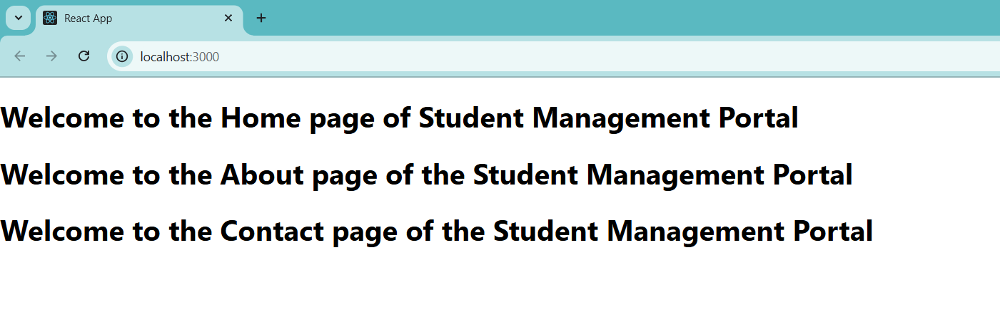 React App
localhost:3000
Welcome to the Home page of Student Management Portal
Welcome to the About page of the Student Management Portal
Welcome to the Contact page of the Student Management Portal